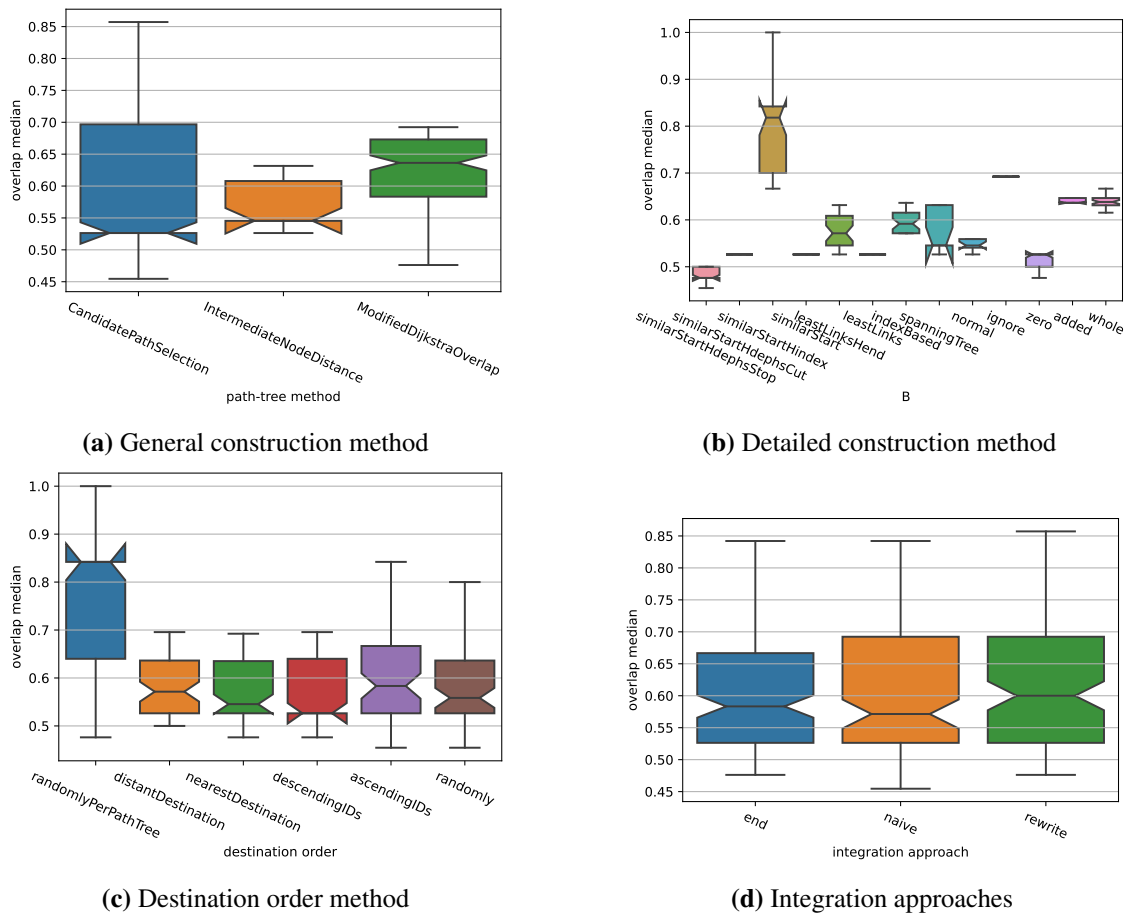 0.85
0.80
0.75
0.70
0.65
0.60
0.55
0.50
0.45
overlap median
CandidatePathSelection
IntermediateNodeDistance
ModifiedDijkstraOverlap
path-tree method
(a) General construction method
1.0
0.9
0.8
0.7
0.6
0.5
overlap median
similarStartHdephsStop
similarStartHdephsCut
similarStartHindex
similarStart
leastLinksHend
leastLinks
indexBased
spanningTree
normal
ignore
zero
added
whole
B
(b) Detailed construction method
1.0
0.9
0.8
0.7
0.6
0.5
overlap median
randomlyPerPathTree
distantDestination
nearestDestination
descendingIDs
ascendingIDs
randomly
destination order
(c) Destination order method
0.85
0.80
0.75
0.70
0.65
0.60
0.55
0.50
0.45
overlap median
end
naive
rewrite
integration approach
(d) Integration approaches